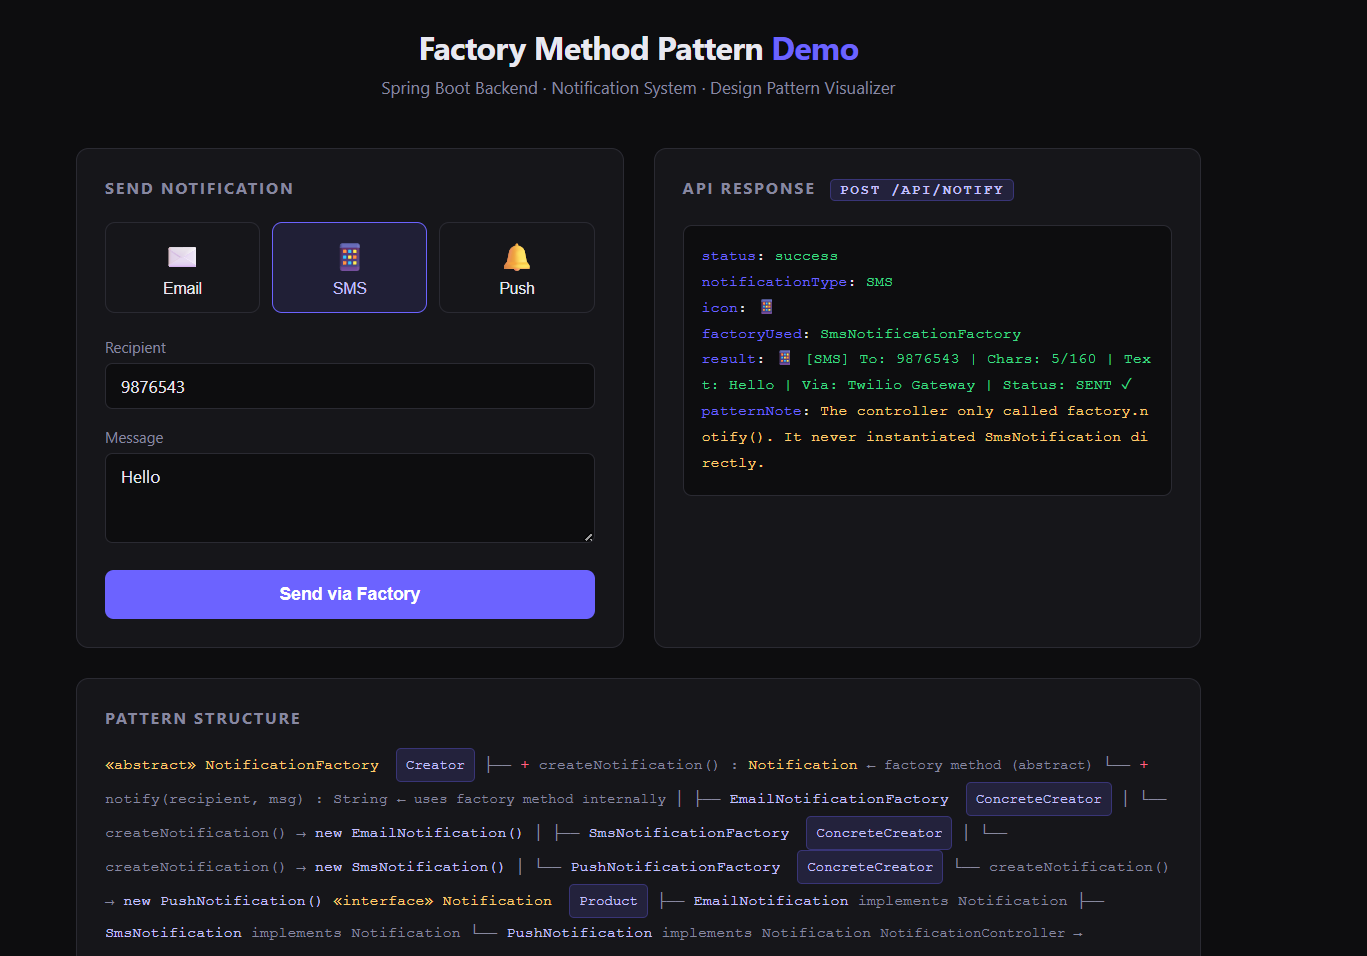 Factory Method Pattern Demo
Spring Boot Backend · Notification System · Design Pattern Visualizer
SEND NOTIFICATION
Email
SMS
Push
Recipient
9876543
Message
Hello
Send via Factory
API RESPONSE POST /API/NOTIFY
status: success
notificationType: SMS
icon: 📱
factoryUsed: SmsNotificationFactory
result: 📱 [SMS] To: 9876543 | Chars: 5/160 | Tex
t: Hello | Via: Twilio Gateway | Status: SENT ✓
patternNote: The controller only called factory.n
otify(). It never instantiated SmsNotification di
rectly.
PATTERN STRUCTURE
«abstract» NotificationFactory Creator ├── + createNotification() : Notification ← factory method (abstract) └── +
notify(recipient, msg) : String ← uses factory method internally │ ├── EmailNotificationFactory ConcreteCreator │ └──
createNotification() → new EmailNotification() │ ├── SmsNotificationFactory ConcreteCreator │ └──
createNotification() → new SmsNotification() │ └── PushNotificationFactory ConcreteCreator └── createNotification()
→ new PushNotification() «interface» Notification Product ├── EmailNotification implements Notification ├──
SmsNotification implements Notification └── PushNotification implements Notification NotificationController →